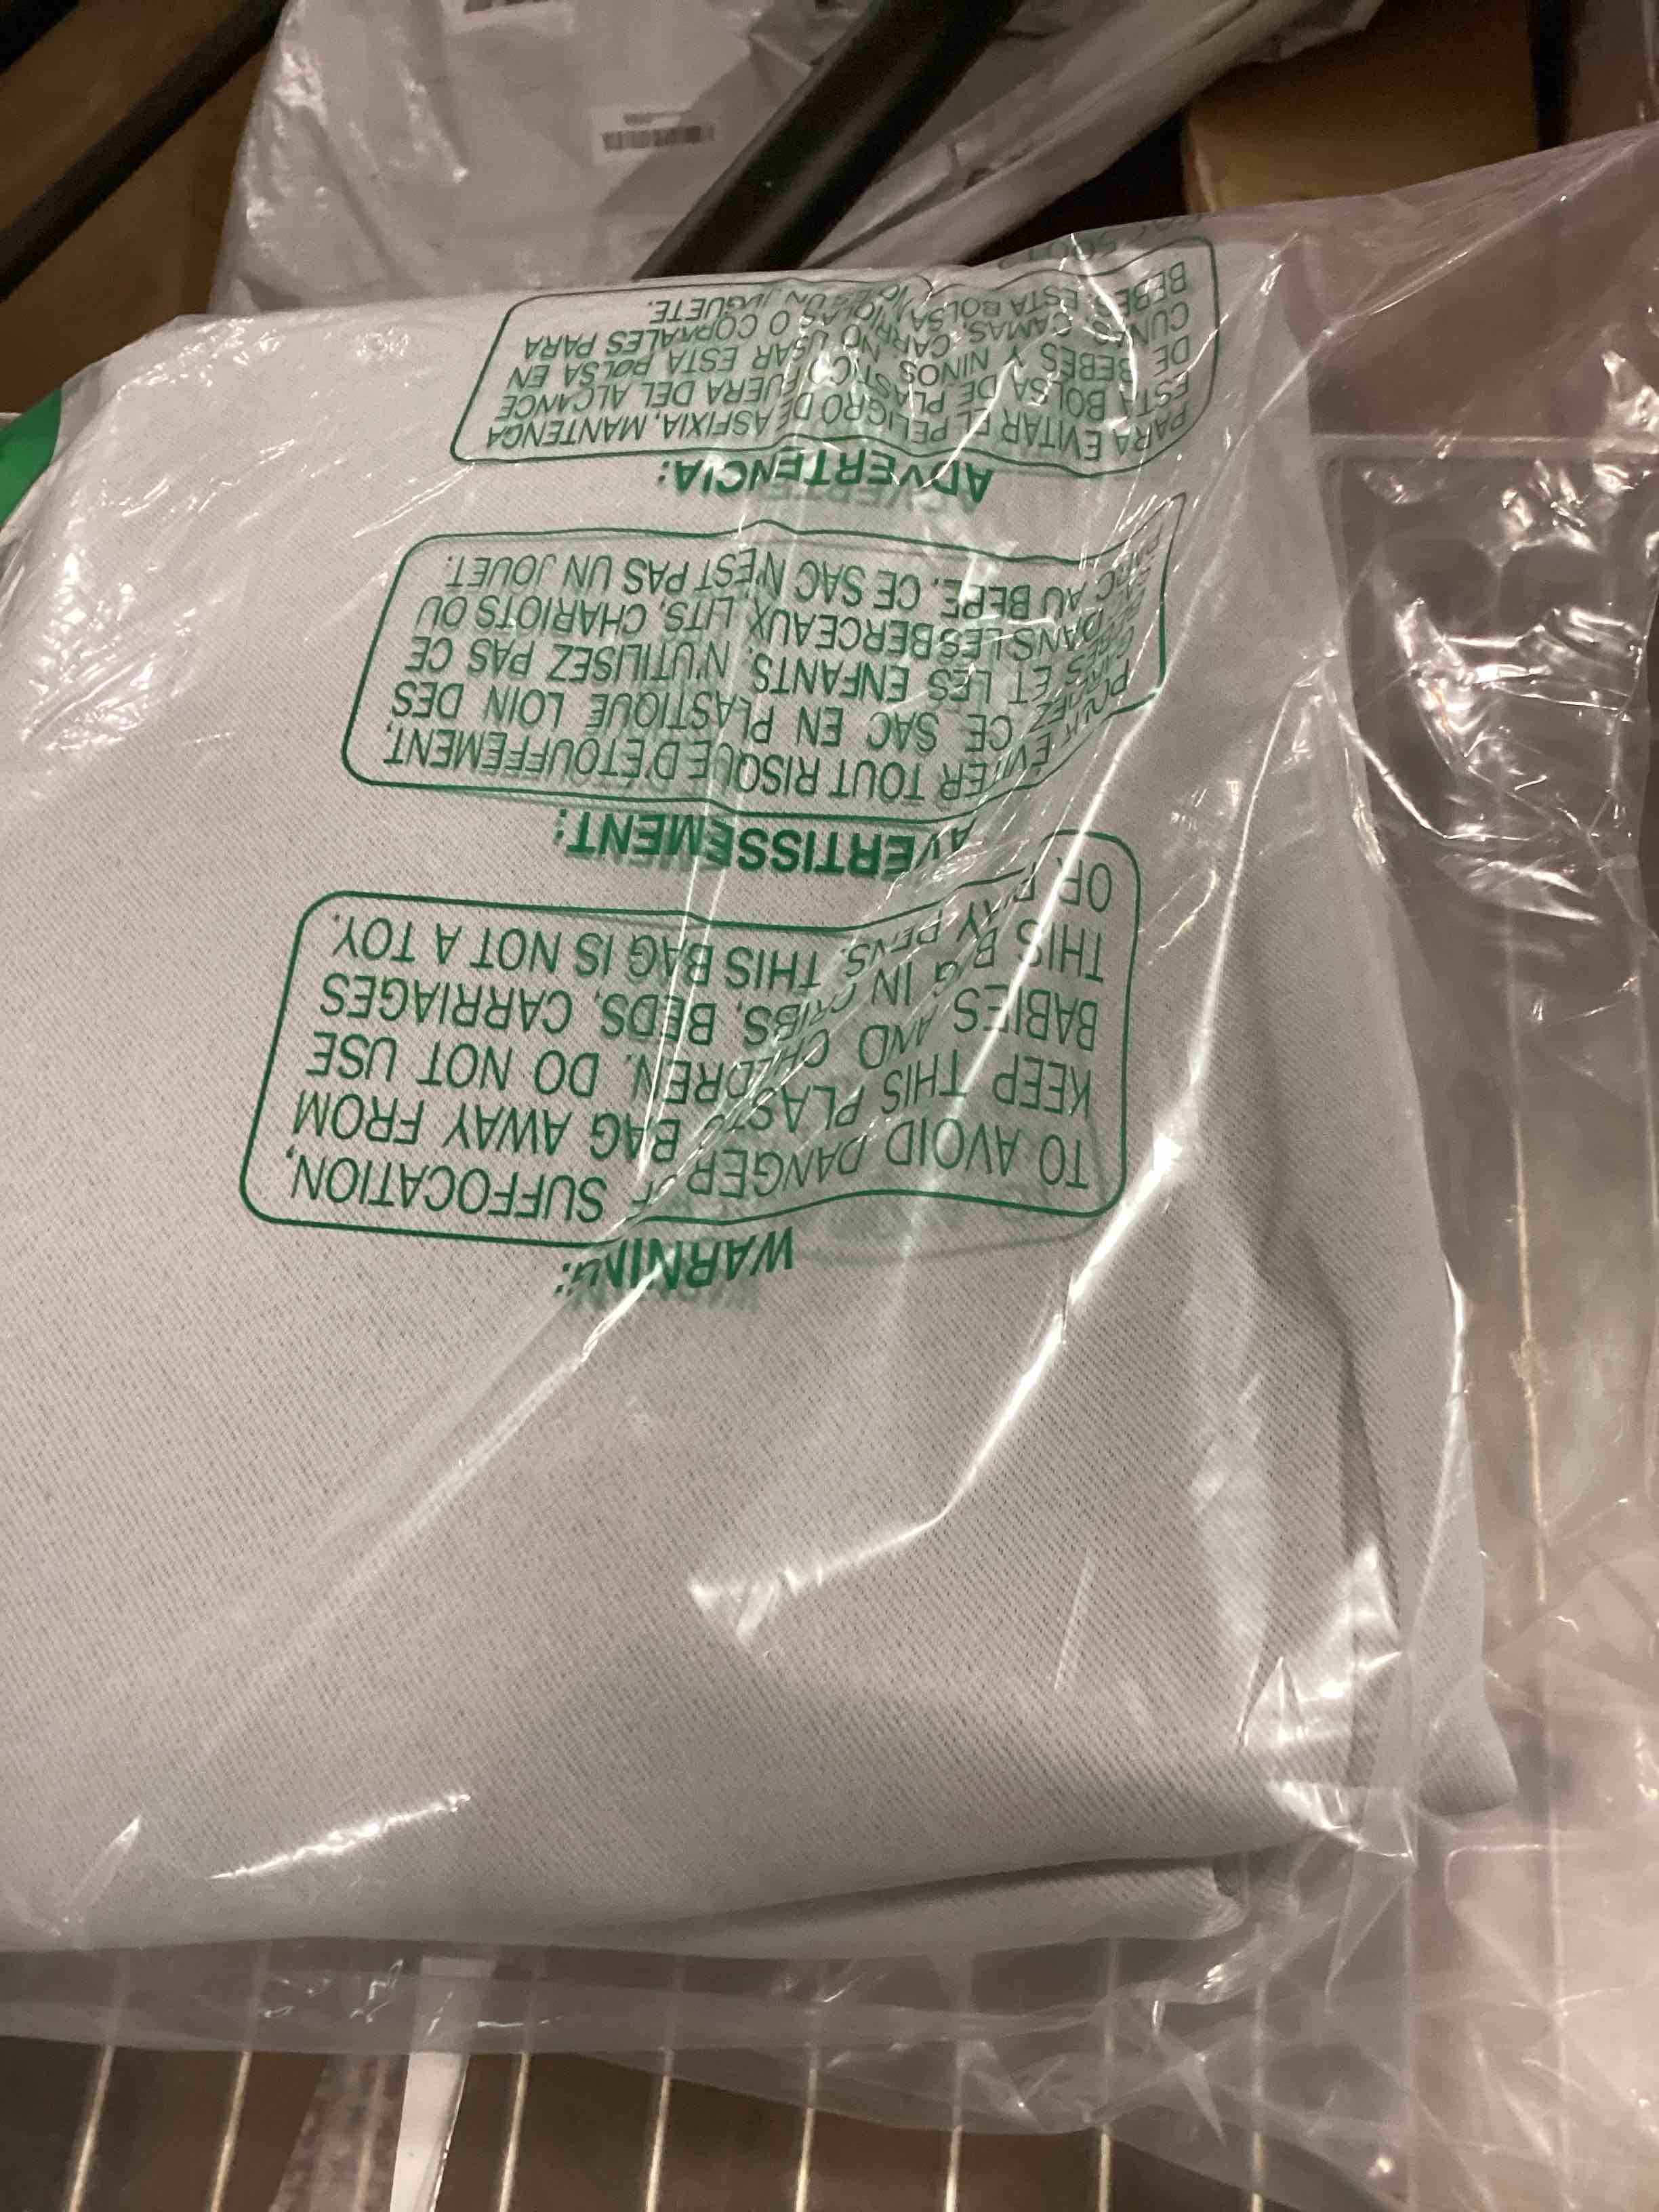 WARNING:
TO AVOID DANGER OF SUFFOCATION,
KEEP THIS PLASTIC BAG AWAY FROM
BABIES AND CHILDREN. DO NOT USE
THIS BAG IN CRIBS, BEDS, CARRIAGES
OR PLAY PENS. THIS BAG IS NOT A TOY.
AVERTISSEMENT:
EVITER TOUT RISQUE D'ETOUFFEMENT,
CE SAC EN PLASTIQUE LOIN DES
ET LES ENFANTS. N'UTILISEZ PAS CE
DANS LES BERCEAUX, LITS, CHARIOTS OU
PARC AU BEBE, CE SAC N'EST PAS UN JOUET.
ADVERTENCIA:
PARA EVITAR EL PELIGRO DE ASFIXIA, MANTENGA
ESTA BOLSA DE PLASTICO FUERA DEL ALCANCE
DE BEBES Y NINOS. NO USAR ESTA BOLSA EN
CUNAS, CAMAS, O CORRALES PARA
BEBES. ESTA BOLSA NO ES UN JUGUETE.